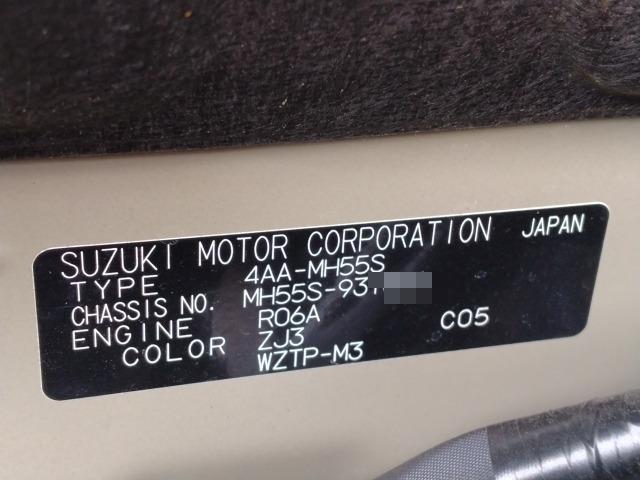 SUZUKI MOTOR CORPORATION JAPAN
TYPE 4AA-MH55S
CHASSIS NO. MH55S-93
ENGINE R06A
COLOR ZJ3 C05
WZTP-M3